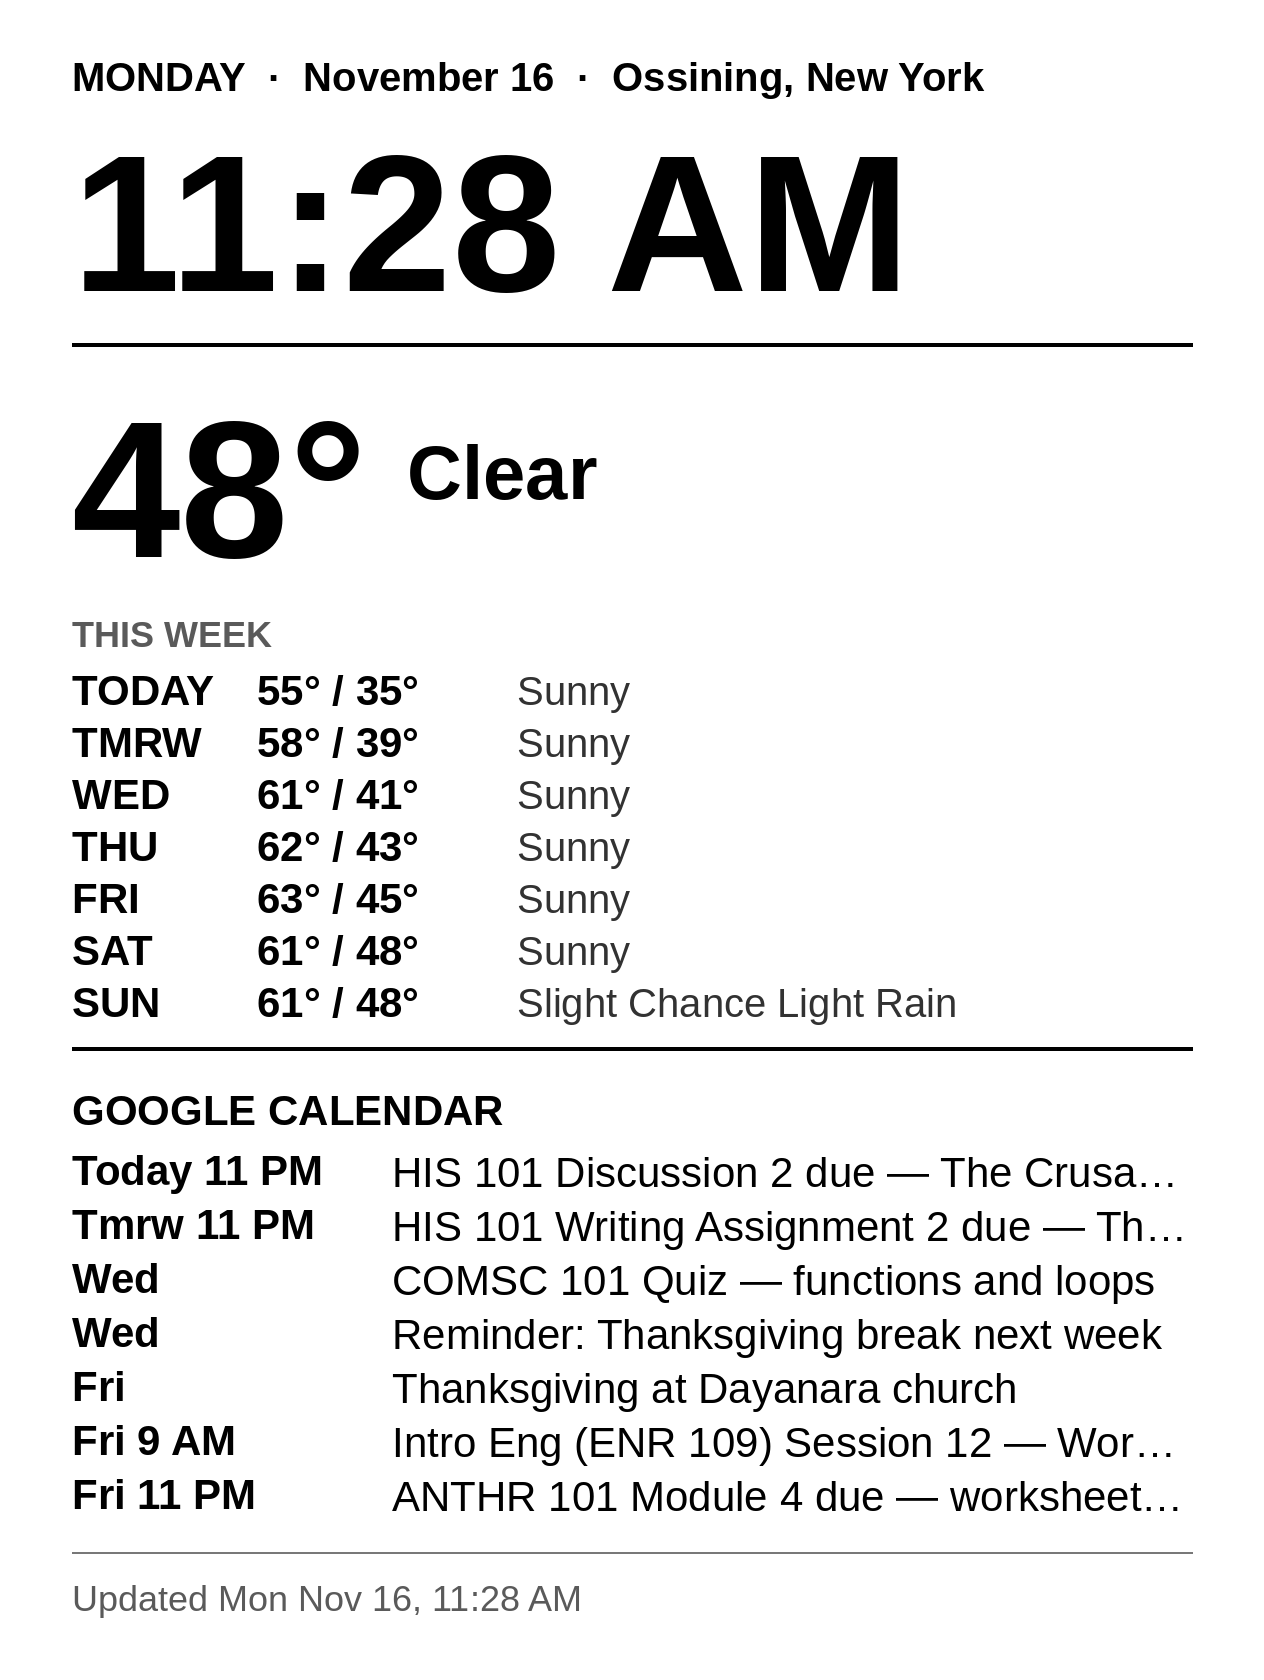 MONDAY · November 16 · Ossining, New York
11:28 AM
48° Clear
THIS WEEK
TODAY 55° / 35° Sunny
TMRW 58° / 39° Sunny
WED 61° / 41° Sunny
THU 62° / 43° Sunny
FRI 63° / 45° Sunny
SAT 61° / 48° Sunny
SUN 61° / 48° Slight Chance Light Rain
GOOGLE CALENDAR
Today 11 PM HIS 101 Discussion 2 due — The Crusa…
Tmrw 11 PM HIS 101 Writing Assignment 2 due — Th…
Wed COMSC 101 Quiz — functions and loops
Wed Reminder: Thanksgiving break next week
Fri Thanksgiving at Dayanara church
Fri 9 AM Intro Eng (ENR 109) Session 12 — Wor…
Fri 11 PM ANTHR 101 Module 4 due — worksheet…
Updated Mon Nov 16, 11:28 AM